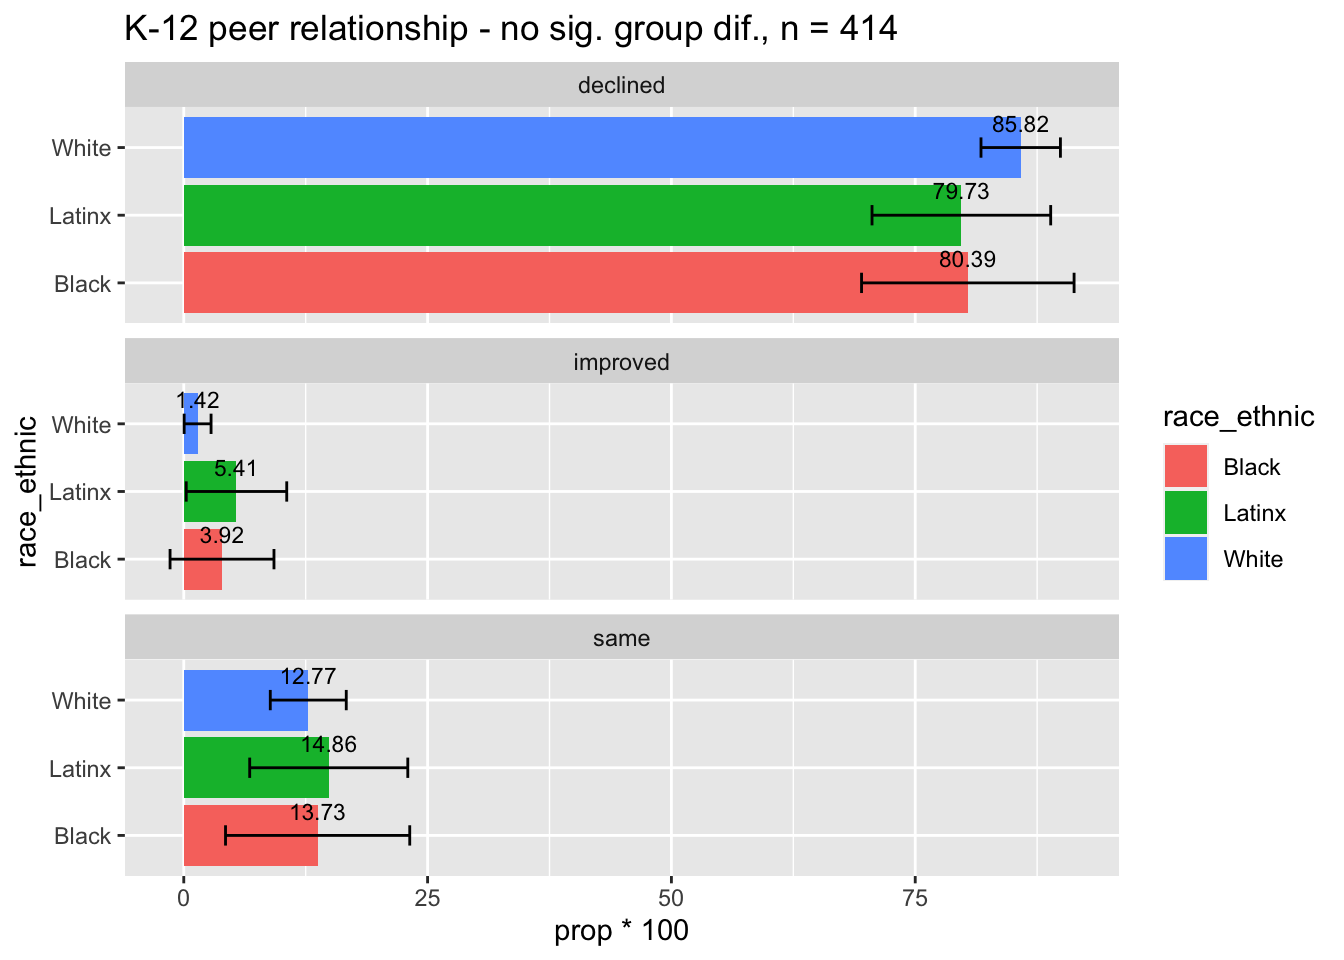 K-12 peer relationship - no sig. group dif., n = 414
declined
White
85.82
Latinx
79.73
Black
80.39
improved
White
1.42
Latinx
5.41
Black
3.92
same
White
12.77
Latinx
14.86
Black
13.73
0 25 50 75
prop * 100
race_ethnic
race_ethnic
Black
Latinx
White